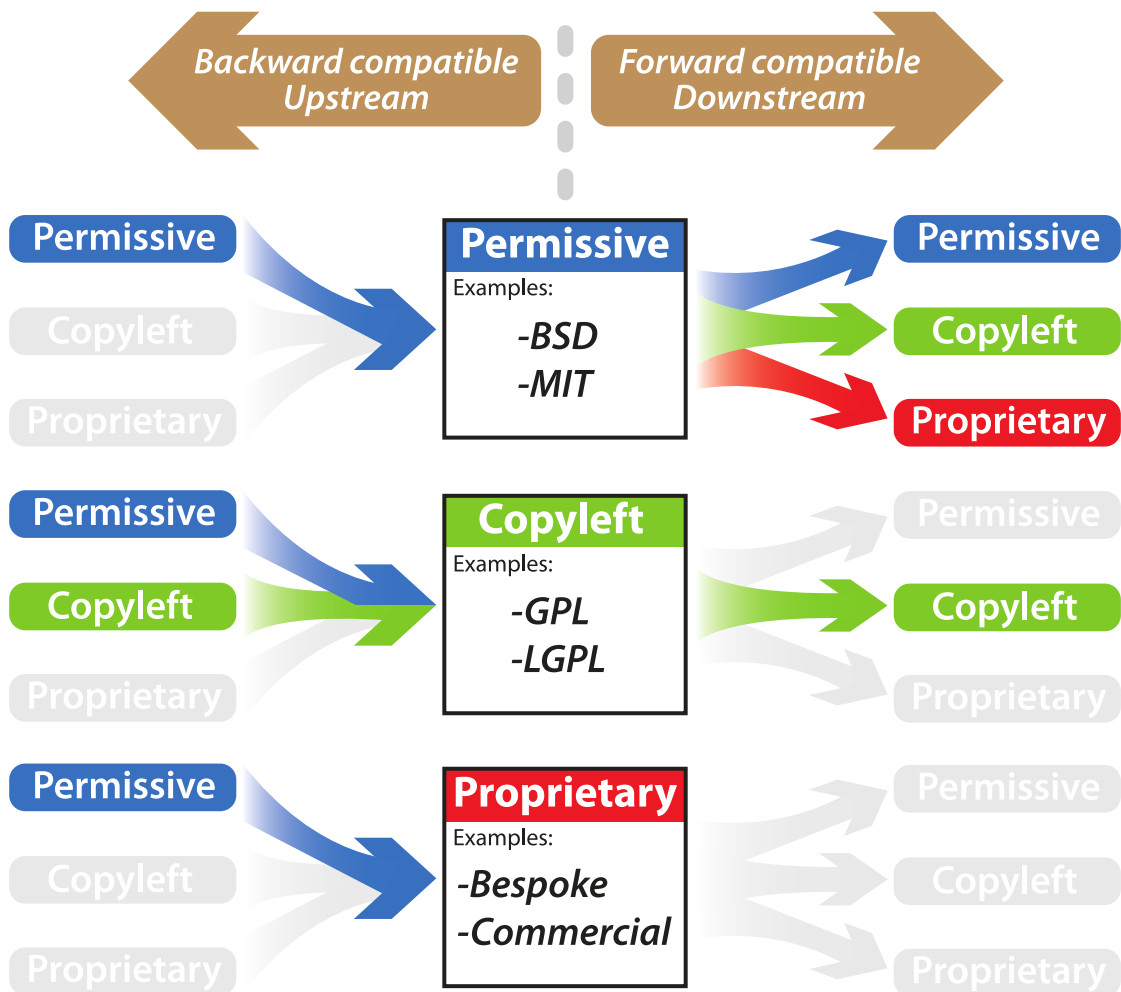 Backward compatible
Upstream
Forward compatible
Downstream
Permissive
Copyleft
Proprietary
Permissive
Examples:
-BSD
-MIT
Permissive
Copyleft
Proprietary
Permissive
Copyleft
Proprietary
Copyleft
Examples:
-GPL
-LGPL
Permissive
Copyleft
Proprietary
Permissive
Copyleft
Proprietary
Proprietary
Examples:
-Bespoke
-Commercial
Permissive
Copyleft
Proprietary